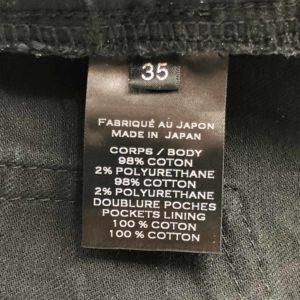 35
FABRIQUÉ AU JAPON
MADE IN JAPAN
CORPS / BODY
98% COTON
2% POLYURETHANE
98% COTTON
2% POLYURETHANE
DOUBLURE POCHES
POCKETS LINING
100 % COTON
100 % COTTON